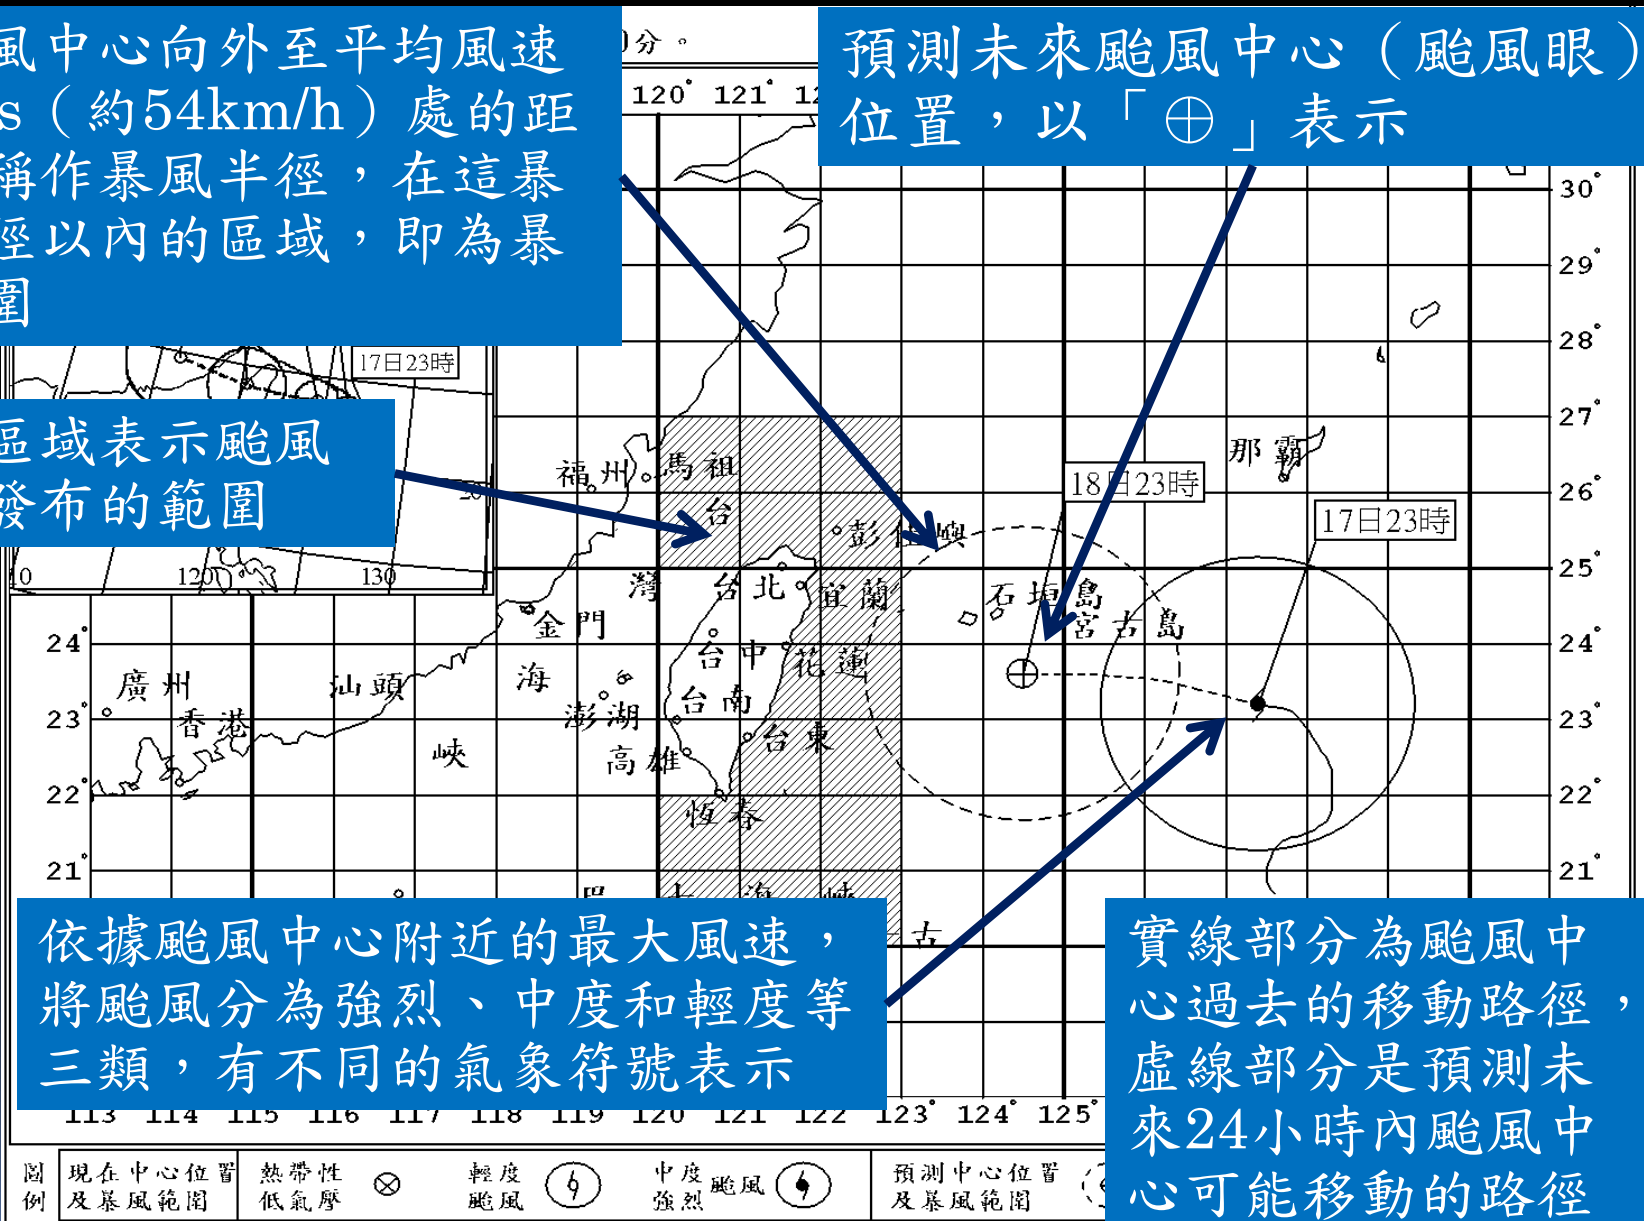 風中心向外至平均風速
s（約54km/h）處的距
稱作暴風半徑，在這暴
徑以內的區域，即為暴
圍
分。
預測未來颱風中心（颱風眼）
位置，以「⊕」表示
120° 121°
30°
29°
28°
27°
26°
25°
24°
23°
22°
21°
17日23時
區域表示颱風
發布的範圍
20
120
130
福州
馬祖
那霸
18日23時
17日23時
台
彭佳嶼
灣
台北
宜蘭
石垣島
宮古島
金門
24°
台中
花蓮
廣州
汕頭
海
澎湖
台南
23°
香港
台東
峽
高雄
22°
恆春
21°
海
峽
古
依據颱風中心附近的最大風速，
將颱風分為強烈、中度和輕度等
三類，有不同的氣象符號表示
實線部分為颱風中
心過去的移動路徑，
虛線部分是預測未
來24小時內颱風中
心可能移動的路徑
113 114 115 116 117 118 119 120 121 122 123° 124° 125°
圖例
現在中心位置
及暴風範圍
熱帶性
低氣壓
輕度
颱風
中度
強烈
颱風
預測中心位置
及暴風範圍